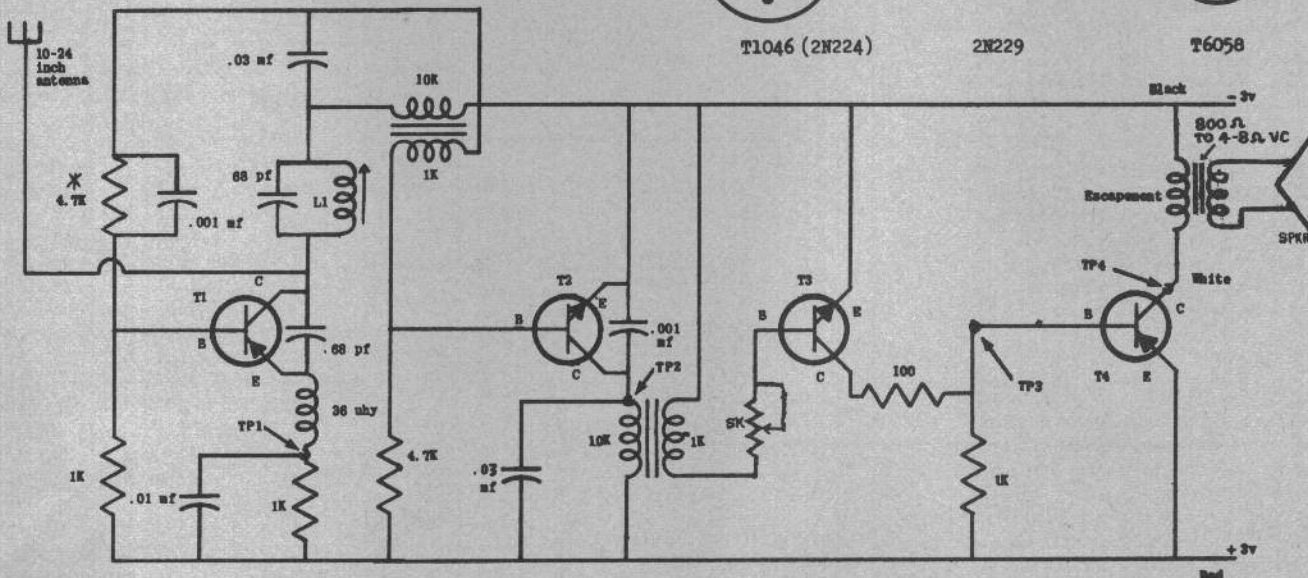 T1046 (2N224)
2N229
T6058
10-24
inch
antenna
.03 mf
10K
Black
- 3v
800 Ω
TO 4-8Ω VC
*
4.7K
.001 mf
68 pf
L1
1K
Escapement
SPKR
C
T1
B
E
.68 pf
T2
E
B
.001
mf
C
TP2
T3
B
E
C
TP4
White
B
C
T4
E
100
TP3
36 uhy
TP1
1K
.01 mf
1K
4.7K
.03
mf
10K
1K
5K
1K
+ 3v
Red